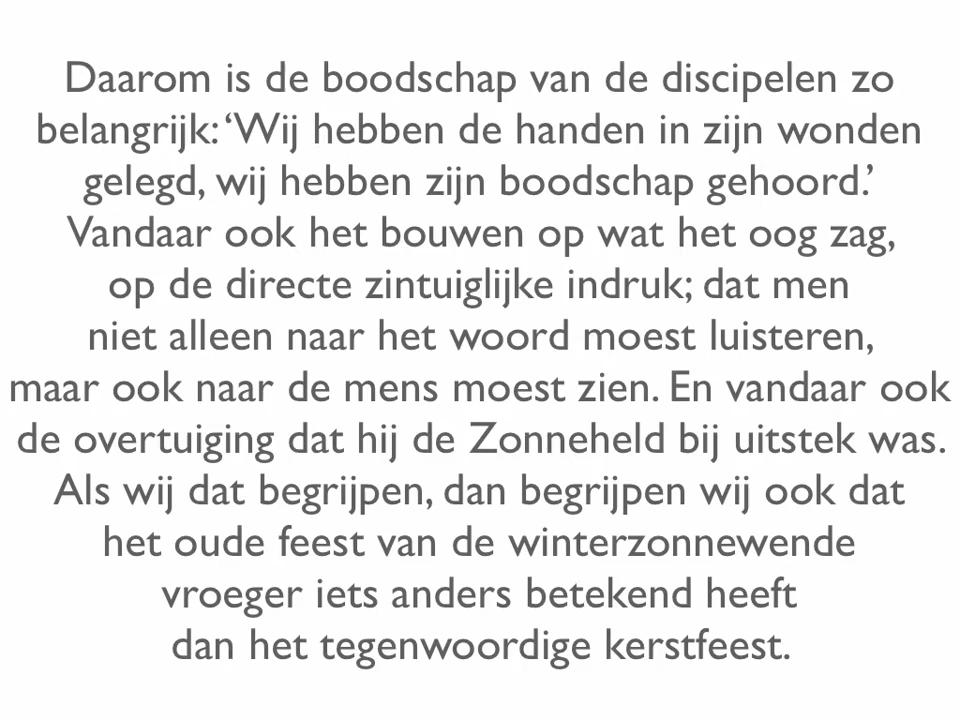 Daarom is de boodschap van de discipelen zo
belangrijk: ‘Wij hebben de handen in zijn wonden
gelegd, wij hebben zijn boodschap gehoord.’
Vandaar ook het bouwen op wat het oog zag,
op de directe zintuiglijke indruk; dat men
niet alleen naar het woord moest luisteren,
maar ook naar de mens moest zien. En vandaar ook
de overtuiging dat hij de Zonneheld bij uitstek was.
Als wij dat begrijpen, dan begrijpen wij ook dat
het oude feest van de winterzonnewende
vroeger iets anders betekend heeft
dan het tegenwoordige kerstfeest.